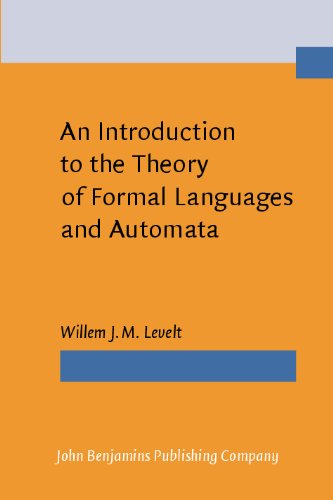 An Introduction
to the Theory
of Formal Languages
and Automata
Willem J. M. Levelt
John Benjamins Publishing Company